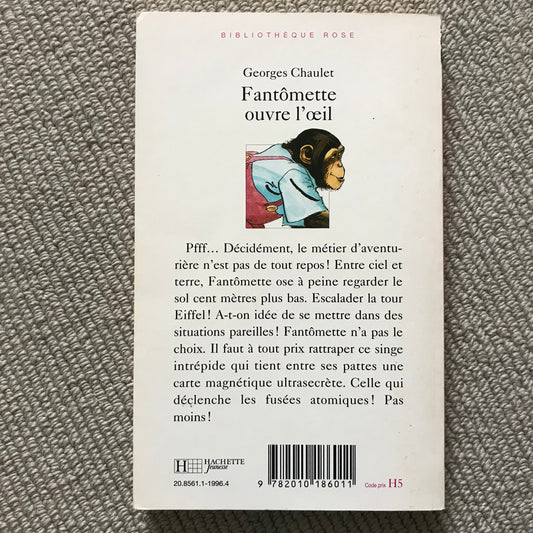 BIBLIOTHÈQUE ROSE
Georges Chaulet
Fantômette
ouvre l'œil
Pfff... Décidément, le métier d'aventu-
rière n'est pas de tout repos ! Entre ciel et
terre, Fantômette ose à peine regarder le
sol cent mètres plus bas. Escalader la tour
Eiffel ! A-t-on idée de se mettre dans des
situations pareilles ! Fantômette n'a pas le
choix. Il faut à tout prix rattraper ce singe
intrépide qui tient entre ses pattes une
carte magnétique ultrasecrète. Celle qui
déclenche les fusées atomiques ! Pas
moins !
H HACHETTE
Jeunesse
20.8561.1-1996.4
9 782010 186011
Code prix H5